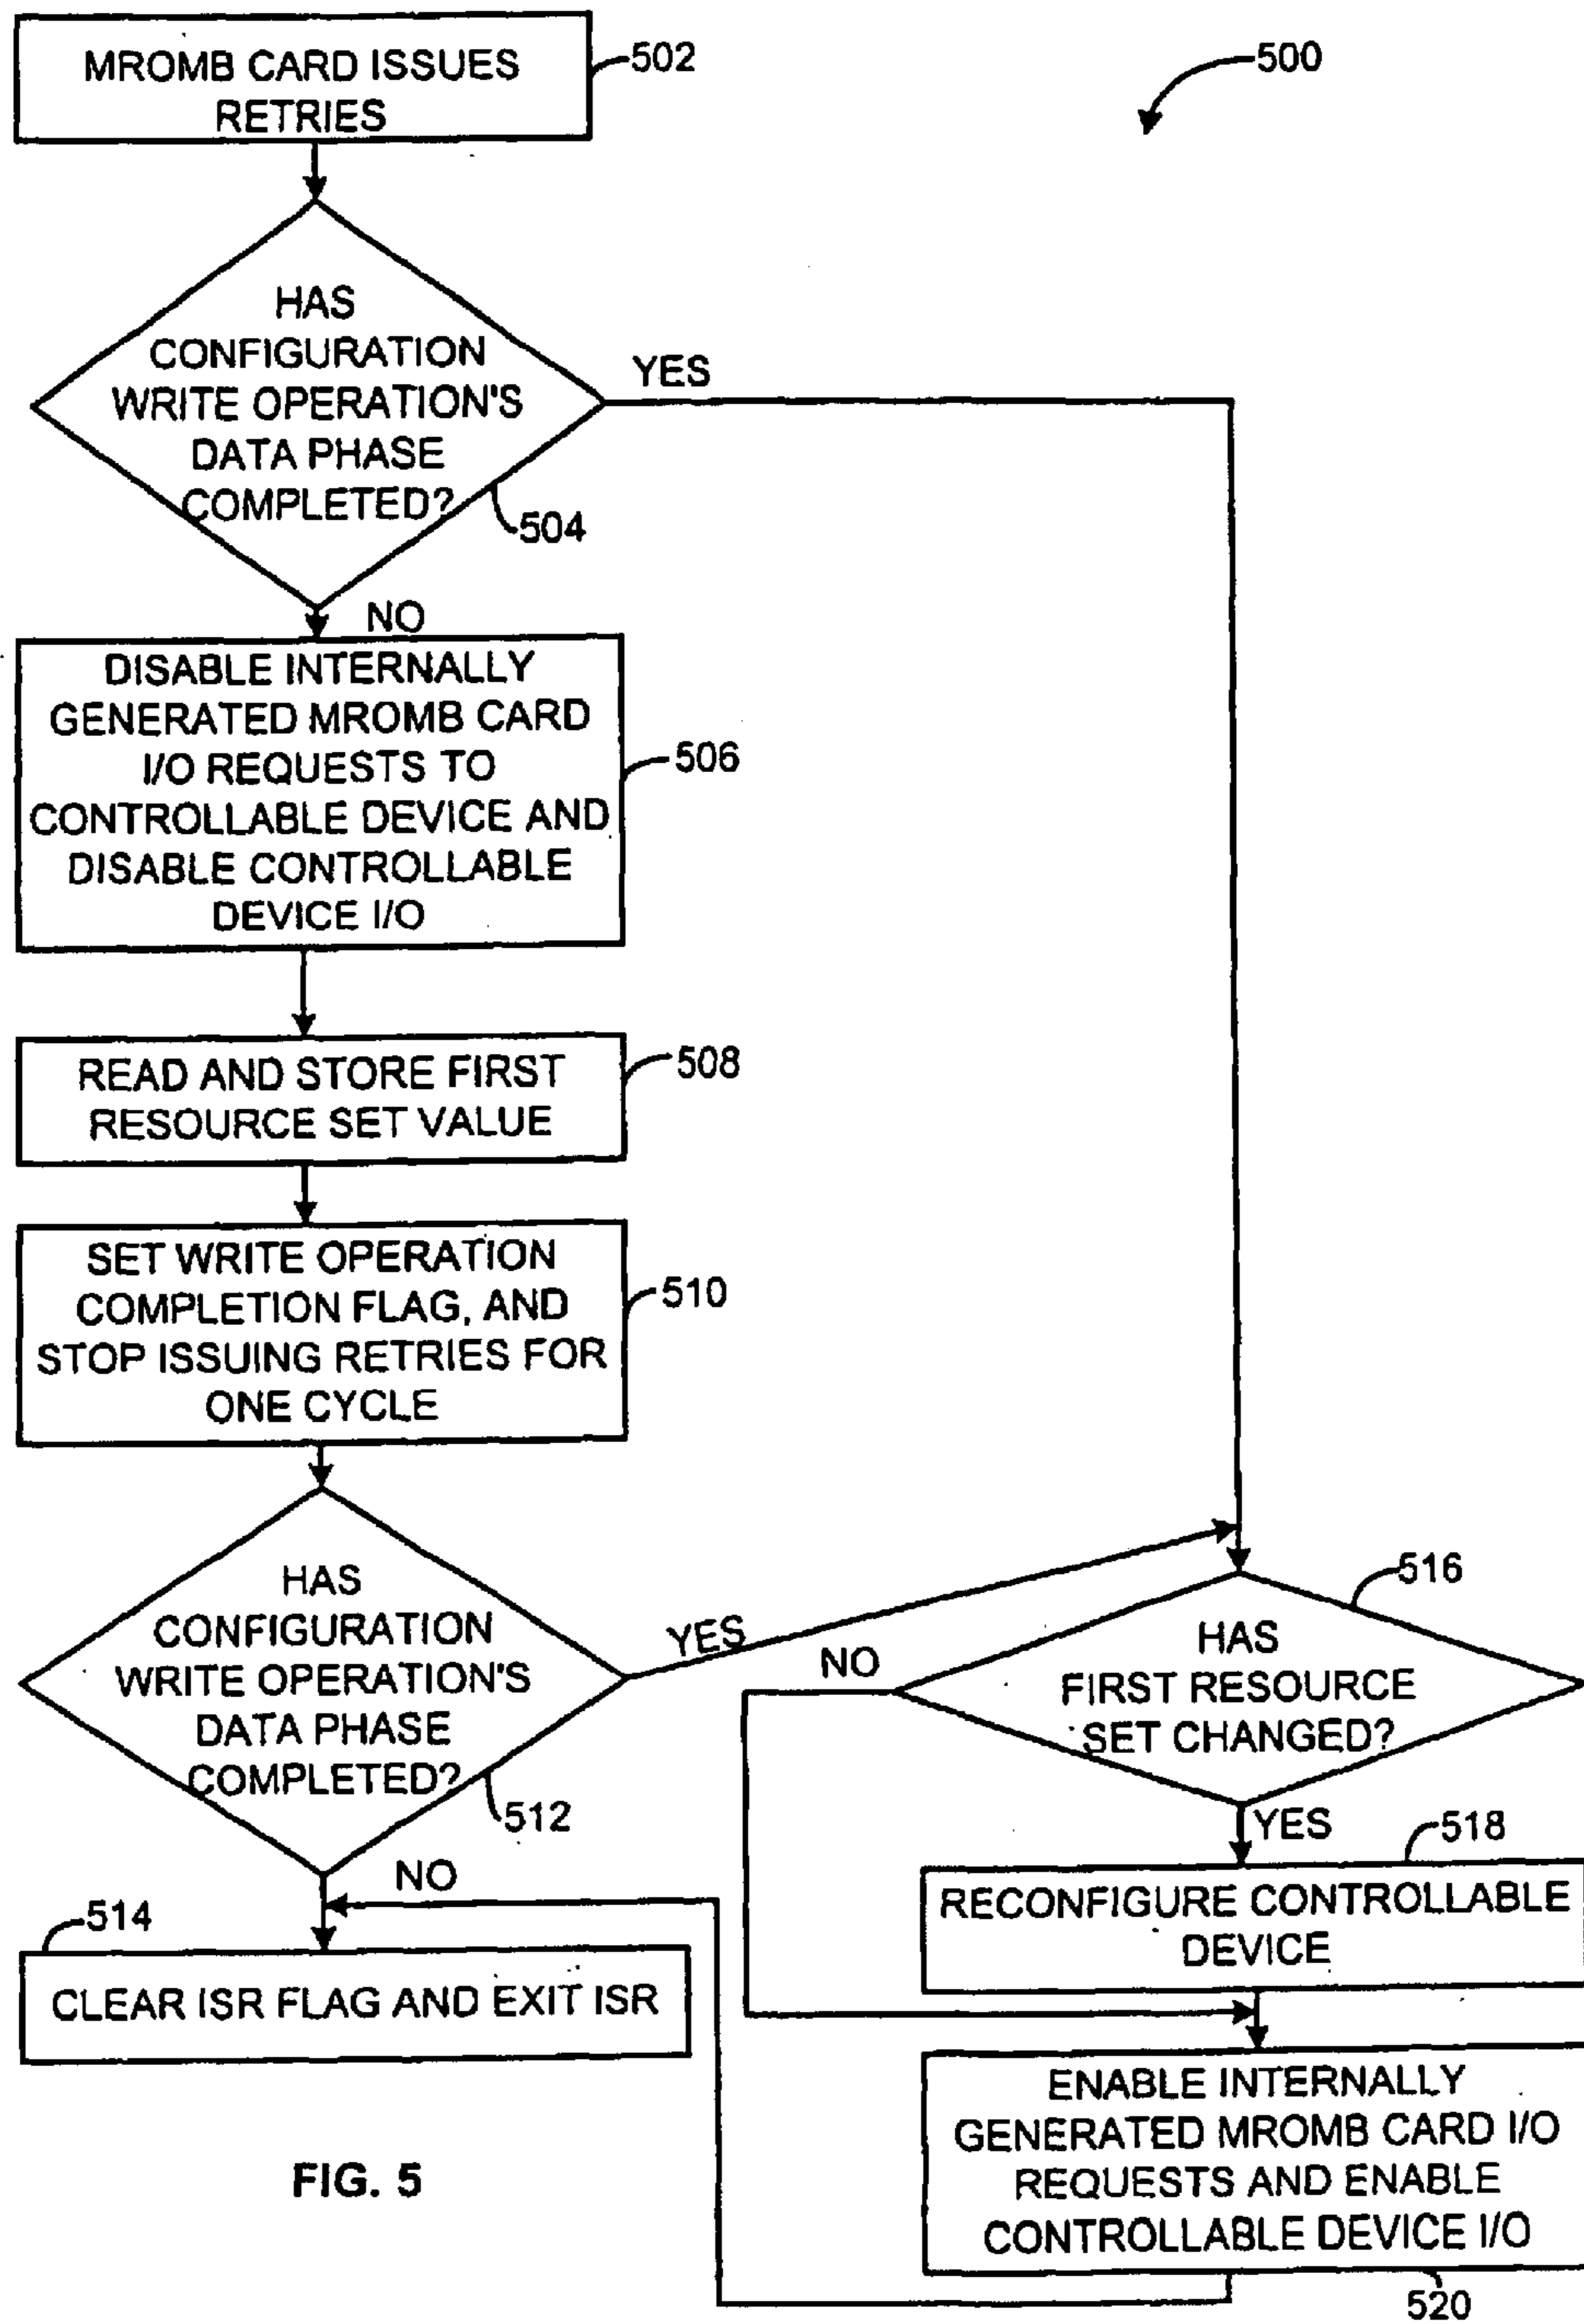 MROMB CARD ISSUES
RETRIES
502
500
HAS
CONFIGURATION
WRITE OPERATION'S
DATA PHASE
COMPLETED?
YES
504
NO
DISABLE INTERNALLY
GENERATED MROMB CARD
I/O REQUESTS TO
CONTROLLABLE DEVICE AND
DISABLE CONTROLLABLE
DEVICE I/O
506
READ AND STORE FIRST
RESOURCE SET VALUE
508
SET WRITE OPERATION
COMPLETION FLAG, AND
STOP ISSUING RETRIES FOR
ONE CYCLE
510
HAS
CONFIGURATION
WRITE OPERATION'S
DATA PHASE
COMPLETED?
YES
512
NO
514
CLEAR ISR FLAG AND EXIT ISR
516
HAS
FIRST RESOURCE
SET CHANGED?
NO
YES
518
RECONFIGURE CONTROLLABLE
DEVICE
ENABLE INTERNALLY
GENERATED MROMB CARD I/O
REQUESTS AND ENABLE
CONTROLLABLE DEVICE I/O
520
FIG. 5